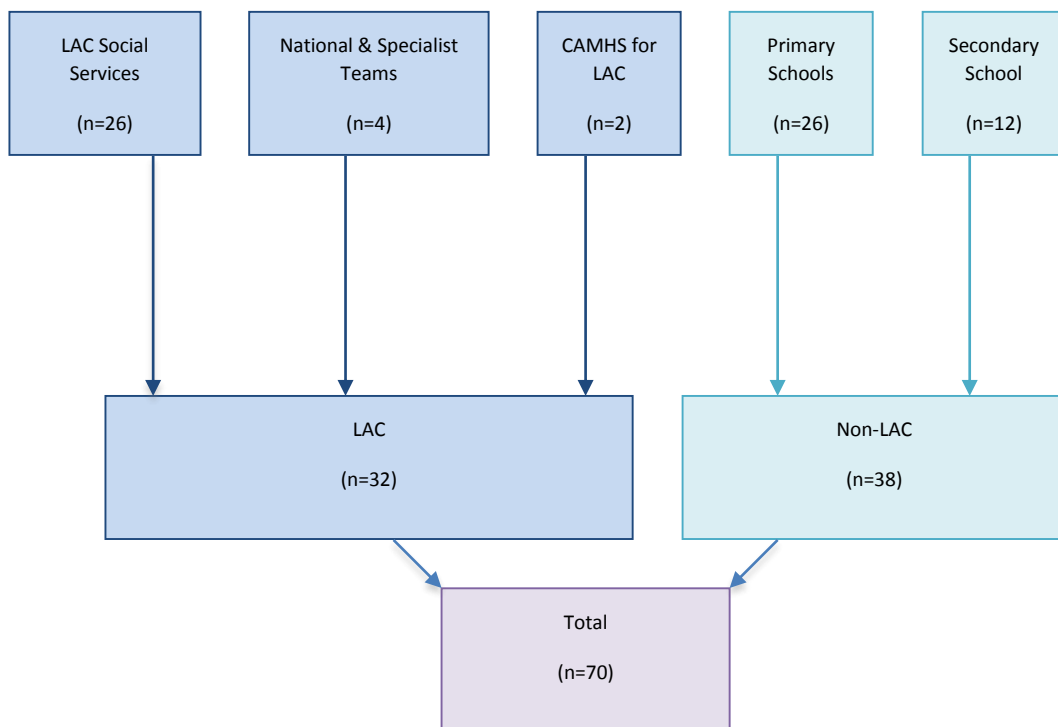 LAC Social
Services
(n=26)
National & Specialist
Teams
(n=4)
CAMHS for
LAC
(n=2)
Primary
Schools
(n=26)
Secondary
School
(n=12)
LAC
(n=32)
Non-LAC
(n=38)
Total
(n=70)